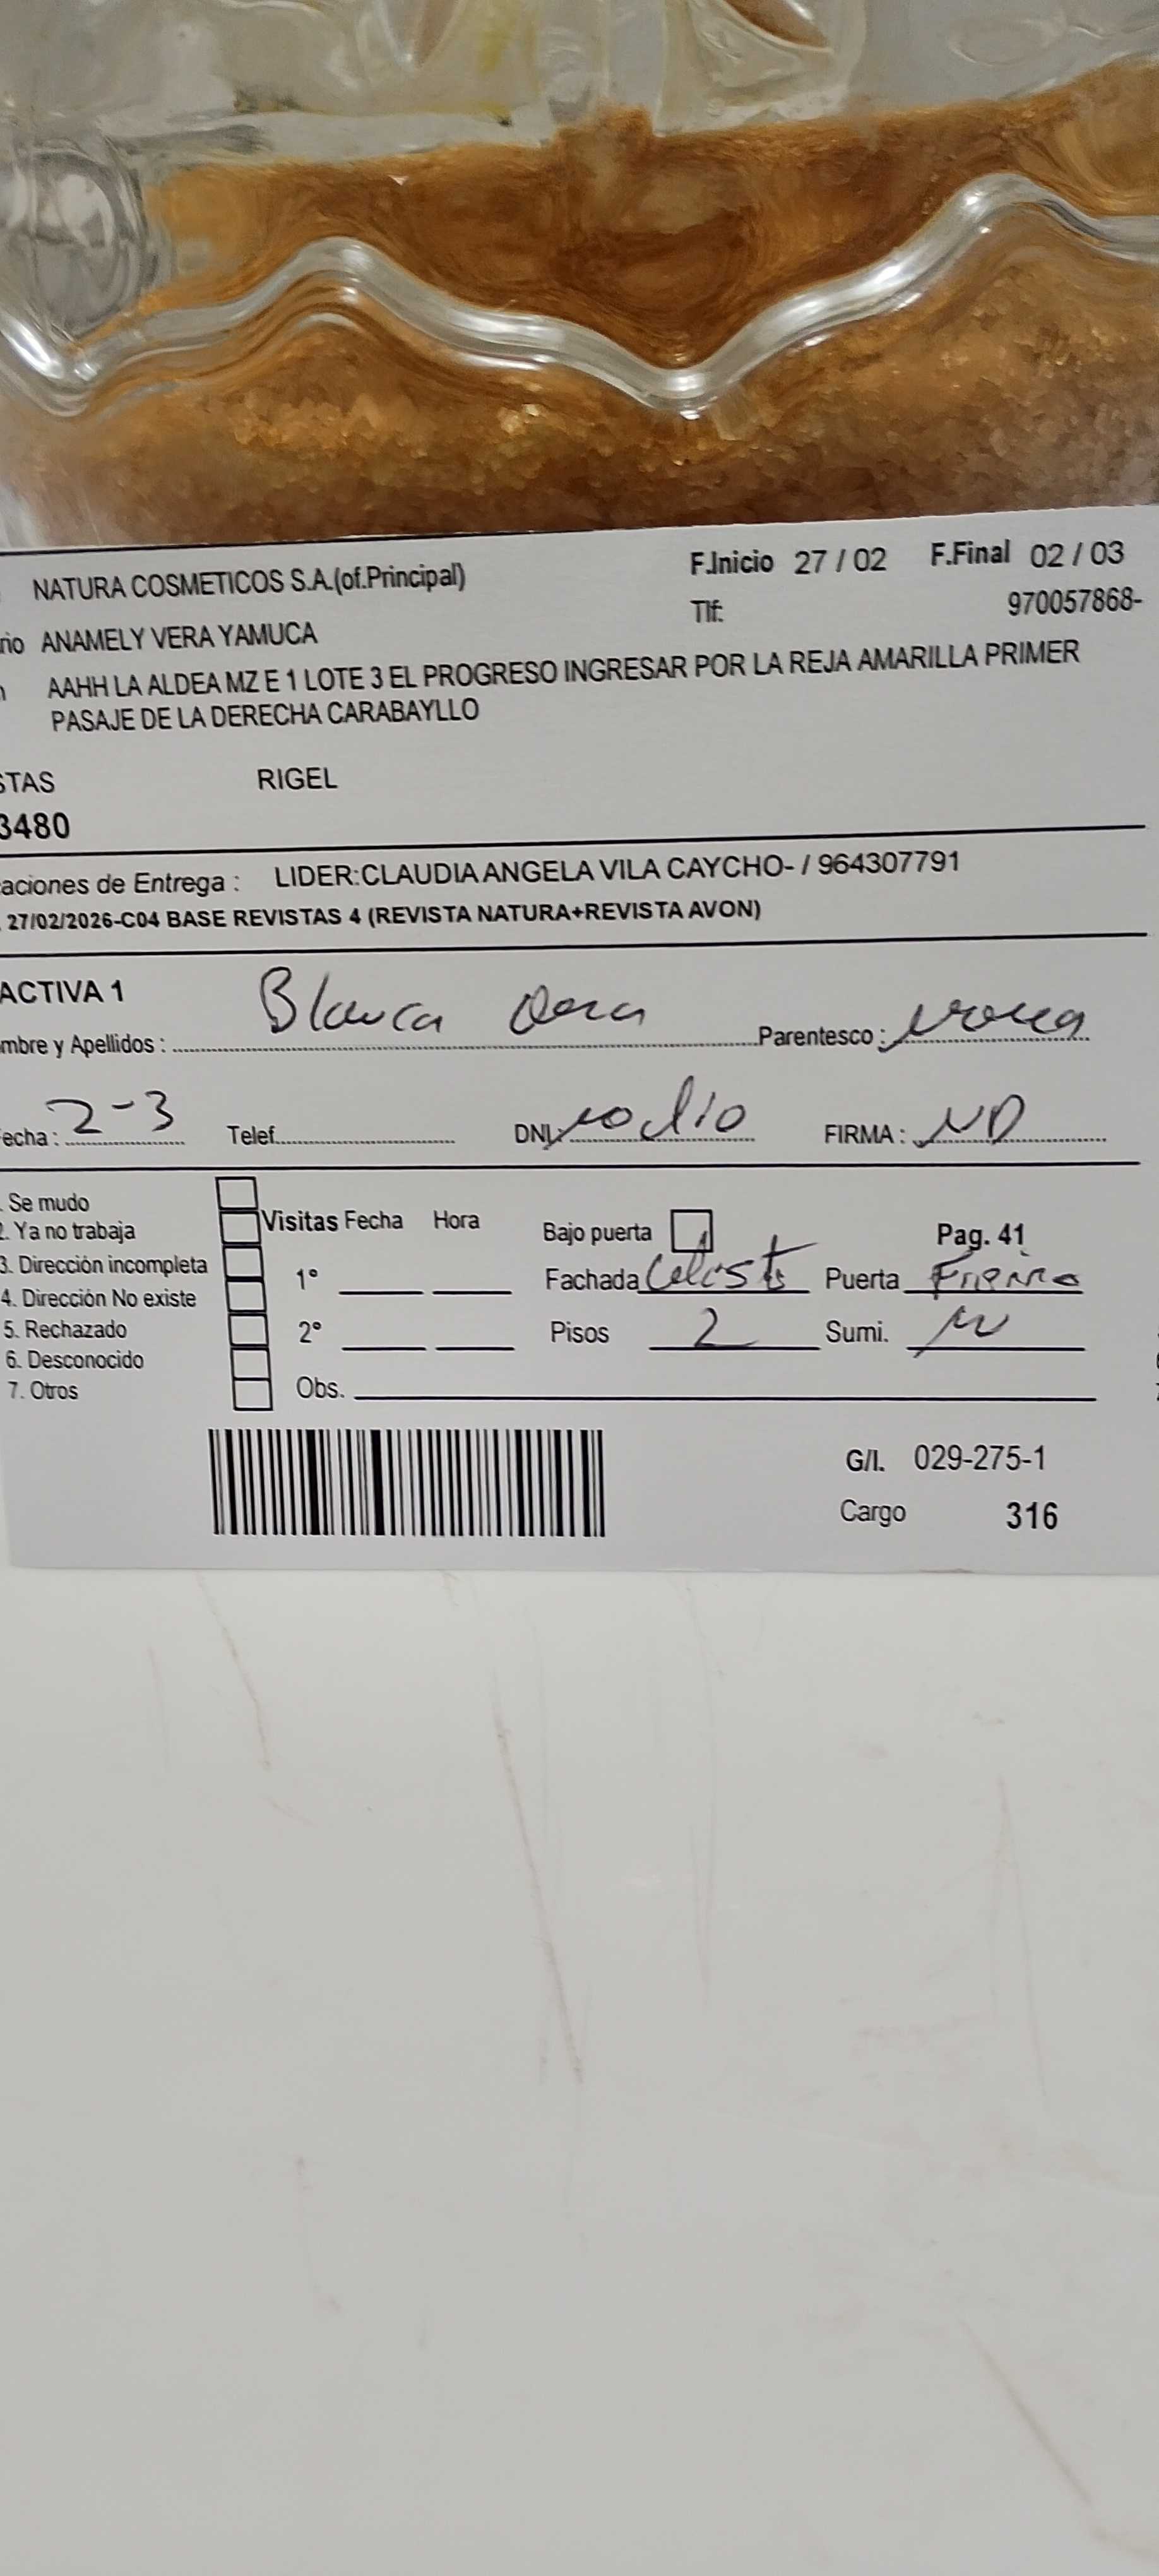 NATURA COSMETICOS S.A.(of.Principal) F.Inicio 27 / 02 F.Final 02 / 03
Tlf: 970057868-
rio ANAMELY VERA YAMUCA
n AAHH LA ALDEA MZ E 1 LOTE 3 EL PROGRESO INGRESAR POR LA REJA AMARILLA PRIMER
PASAJE DE LA DERECHA CARABAYLLO
STAS RIGEL
3480
aciones de Entrega : LIDER:CLAUDIA ANGELA VILA CAYCHO- / 964307791
27/02/2026-C04 BASE REVISTAS 4 (REVISTA NATURA+REVISTA AVON)
ACTIVA 1
mbre y Apellidos : Blanca Parentesco :
echa : 2-3 Telef. DNI. no dio FIRMA : ND
. Se mudo
2. Ya no trabaja Visitas Fecha Hora Bajo puerta Pag. 41
3. Dirección incompleta 1° Fachada Celeste Puerta Fierro
4. Dirección No existe
5. Rechazado 2° Pisos 2 Sumi.
6. Desconocido
7. Otros Obs.
G/I. 029-275-1
Cargo 316